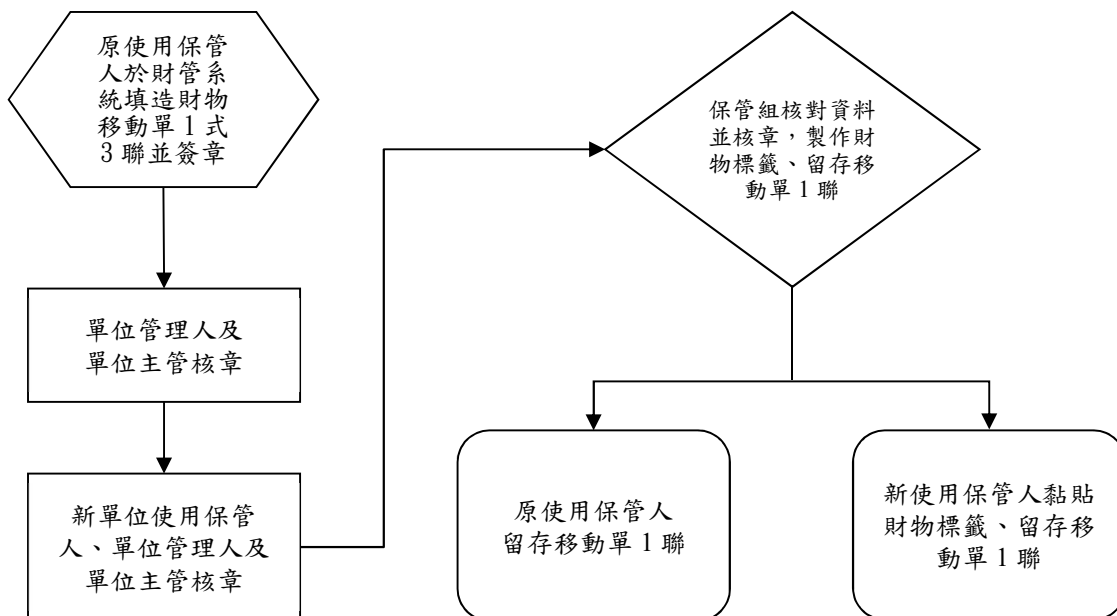 原使用保管
人於財管系
統填造財物
移動單 1 式
3 聯並簽章
單位管理人及
單位主管核章
新單位使用保管
人、單位管理人及
單位主管核章
保管組核對資料
並核章，製作財
物標籤、留存移
動單 1 聯
原使用保管人
留存移動單 1 聯
新使用保管人黏貼
財物標籤、留存移
動單 1 聯